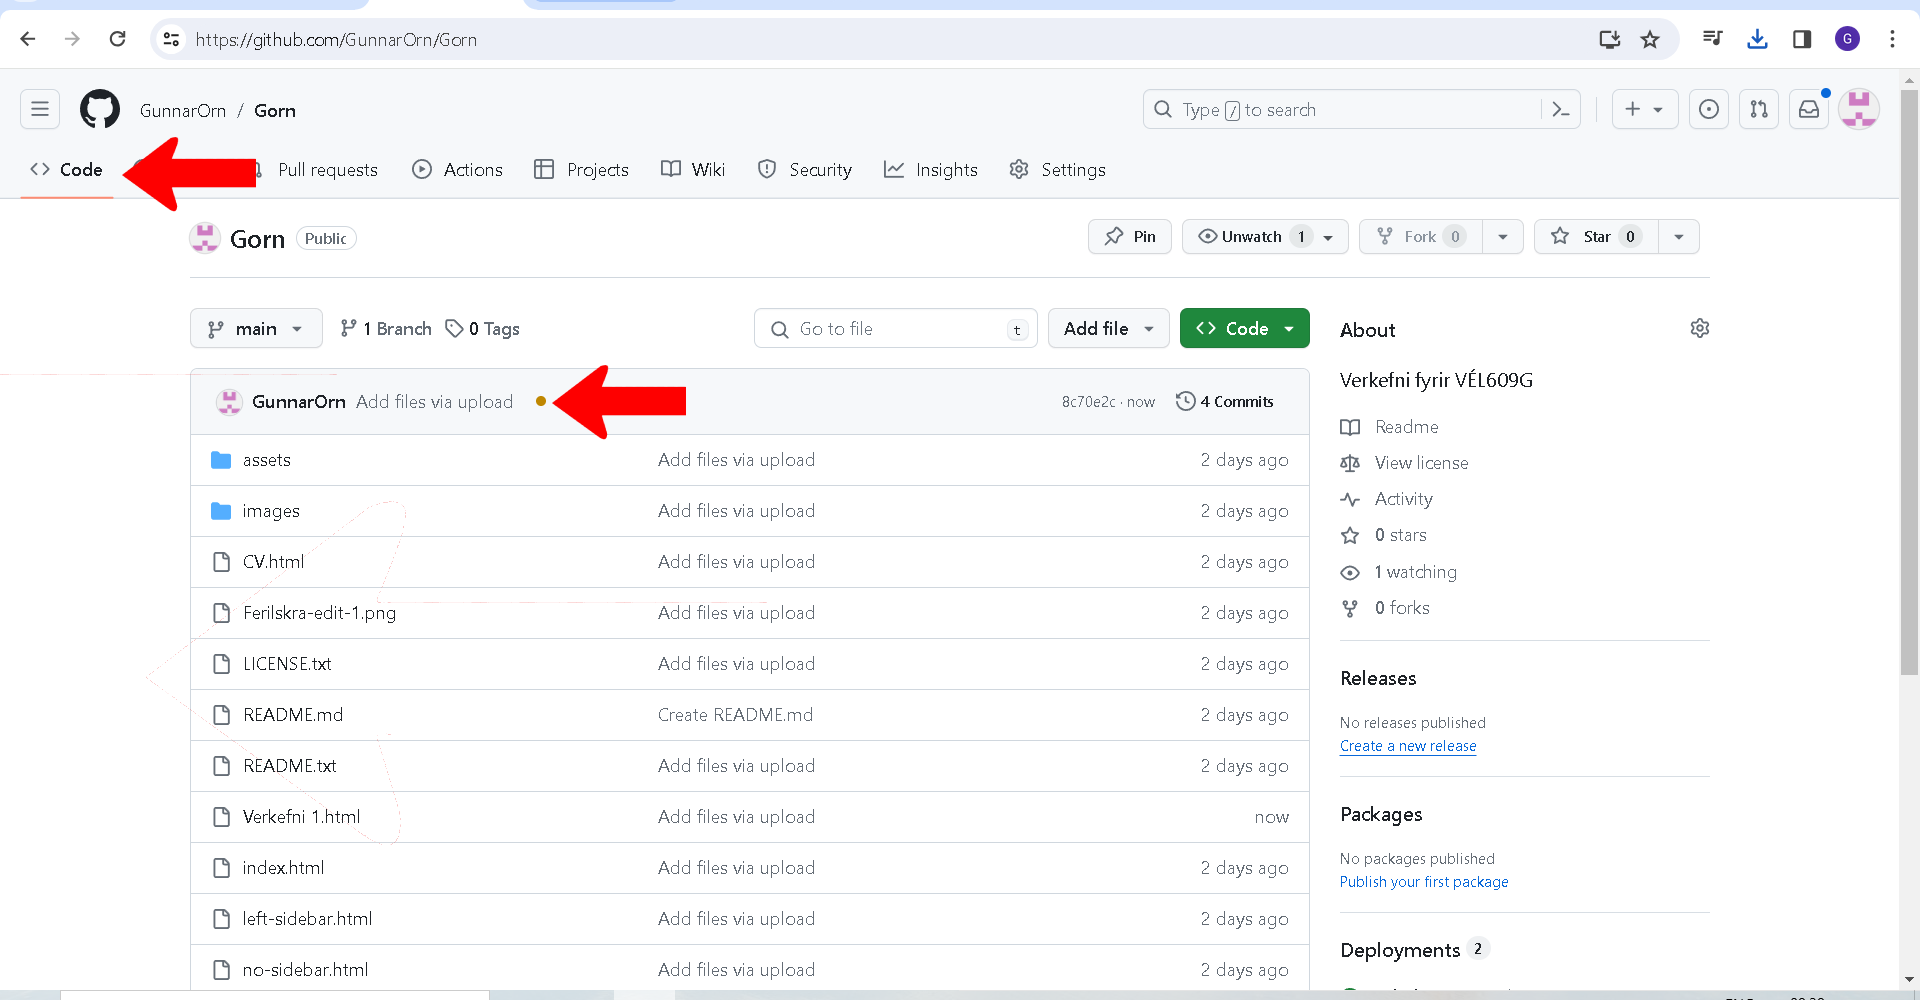 https://github.com/GunnarOrn/Gorn
G
GunnarOrn / Gorn
Type / to search
Code
Pull requests
Actions
Projects
Wiki
Security
Insights
Settings
Gorn Public
Pin
Unwatch 1
Fork 0
Star 0
main
1 Branch
0 Tags
Go to file t
Add file
Code
GunnarOrn Add files via upload 8c70e2c · now 4 Commits
assets Add files via upload 2 days ago
images Add files via upload 2 days ago
CV.html Add files via upload 2 days ago
Ferilskra-edit-1.png Add files via upload 2 days ago
LICENSE.txt Add files via upload 2 days ago
README.md Create README.md 2 days ago
README.txt Add files via upload 2 days ago
Verkefni 1.html Add files via upload now
index.html Add files via upload 2 days ago
left-sidebar.html Add files via upload 2 days ago
no-sidebar.html Add files via upload 2 days ago
About
Verkefni fyrir VÉL609G
Readme
View license
Activity
0 stars
1 watching
0 forks
Releases
No releases published
Create a new release
Packages
No packages published
Publish your first package
Deployments 2